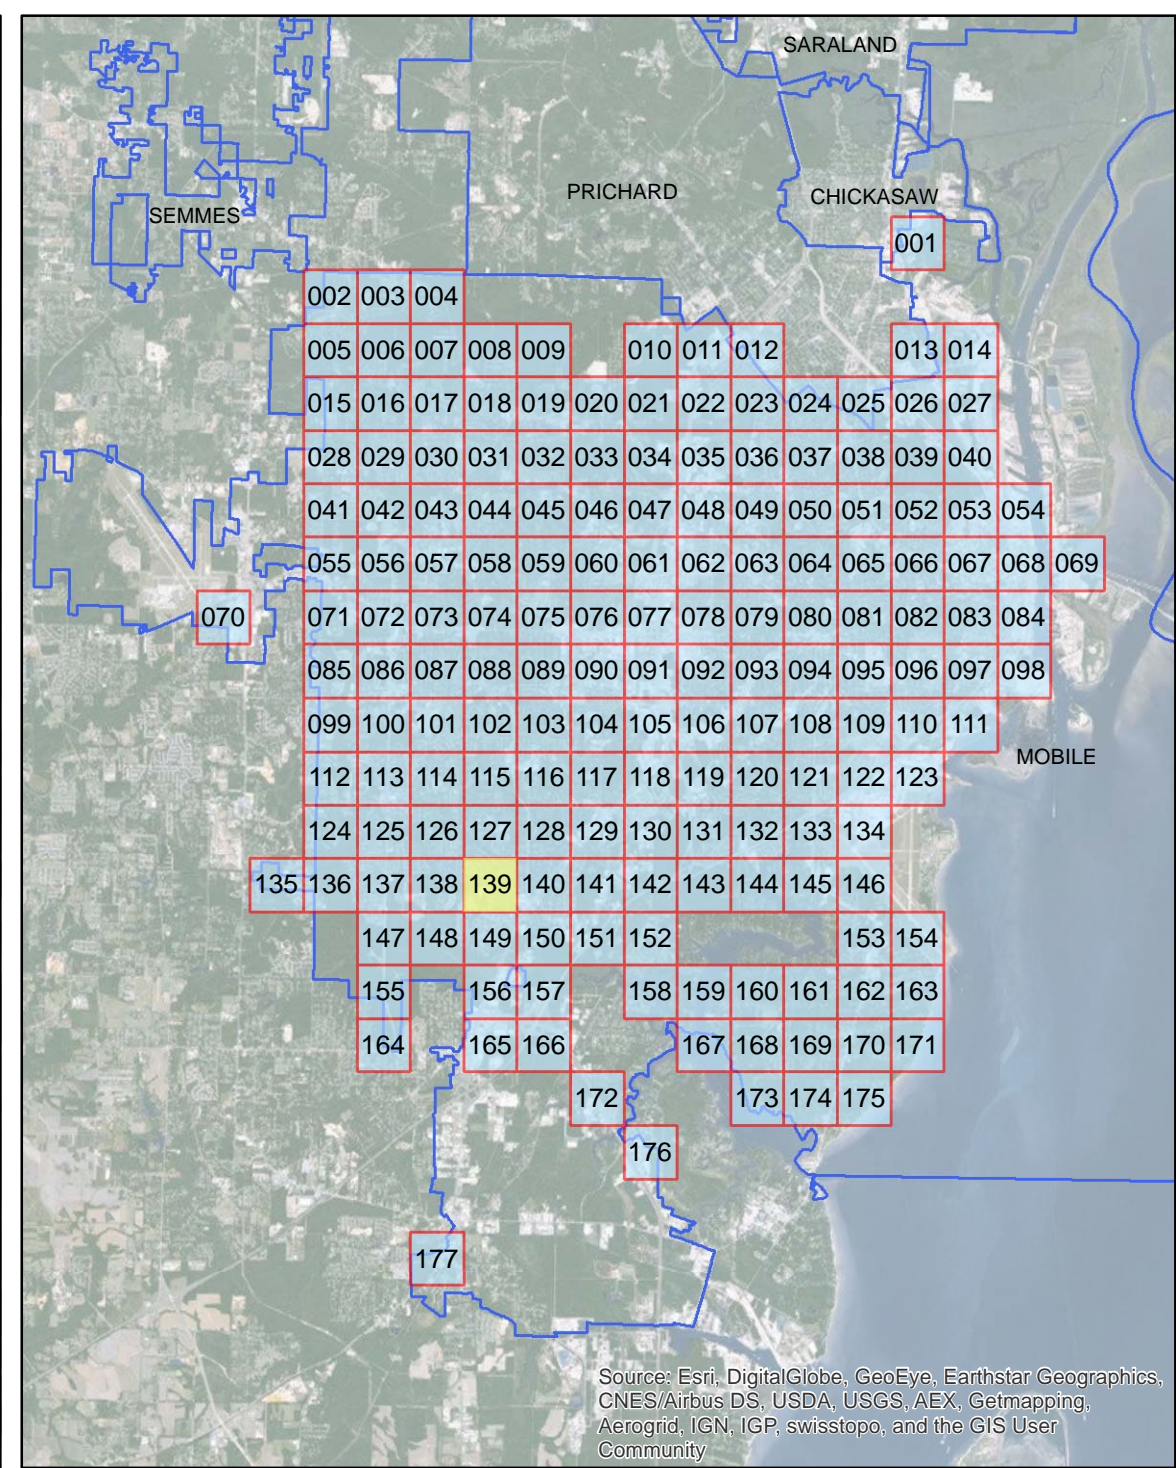 SARALAND
PRICHARD
CHICKASAW
SEMMES
001
002 003 004
005 006 007 008 009 010 011 012 013 014
015 016 017 018 019 020 021 022 023 024 025 026 027
028 029 030 031 032 033 034 035 036 037 038 039 040
041 042 043 044 045 046 047 048 049 050 051 052 053 054
055 056 057 058 059 060 061 062 063 064 065 066 067 068 069
070 071 072 073 074 075 076 077 078 079 080 081 082 083 084
085 086 087 088 089 090 091 092 093 094 095 096 097 098
099 100 101 102 103 104 105 106 107 108 109 110 111
MOBILE
112 113 114 115 116 117 118 119 120 121 122 123
124 125 126 127 128 129 130 131 132 133 134
135 136 137 138 139 140 141 142 143 144 145 146
147 148 149 150 151 152 153 154
155 156 157 158 159 160 161 162 163
164 165 166 167 168 169 170 171
172 173 174 175
176
177
Source: Esri, DigitalGlobe, GeoEye, Earthstar Geographics,
CNES/Airbus DS, USDA, USGS, AEX, Getmapping,
Aerogrid, IGN, IGP, swisstopo, and the GIS User
Community